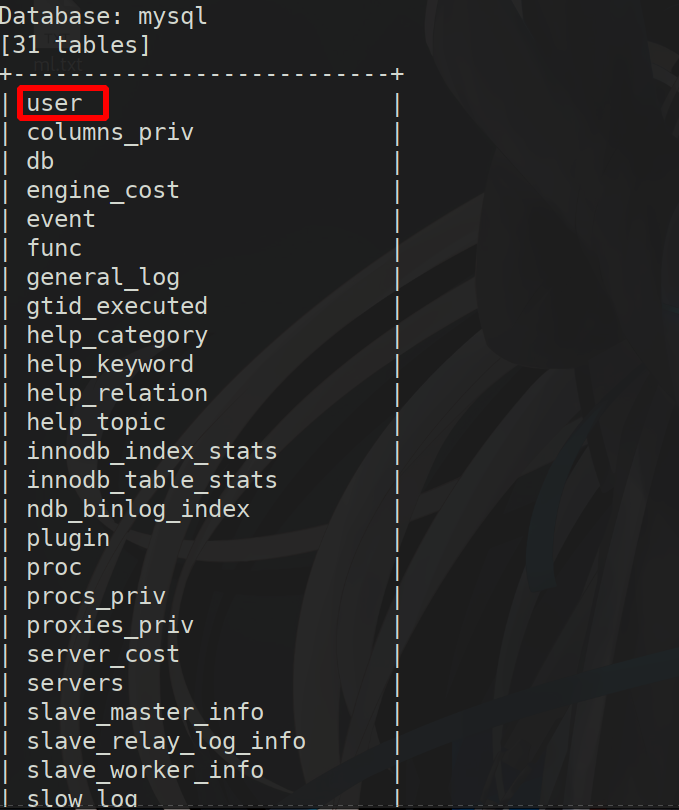 Database: mysql
[31 tables]
+---------------------------+
| user |
| columns_priv |
| db |
| engine_cost |
| event |
| func |
| general_log |
| gtid_executed |
| help_category |
| help_keyword |
| help_relation |
| help_topic |
| innodb_index_stats |
| innodb_table_stats |
| ndb_binlog_index |
| plugin |
| proc |
| procs_priv |
| proxies_priv |
| server_cost |
| servers |
| slave_master_info |
| slave_relay_log_info |
| slave_worker_info |
| slow_log |